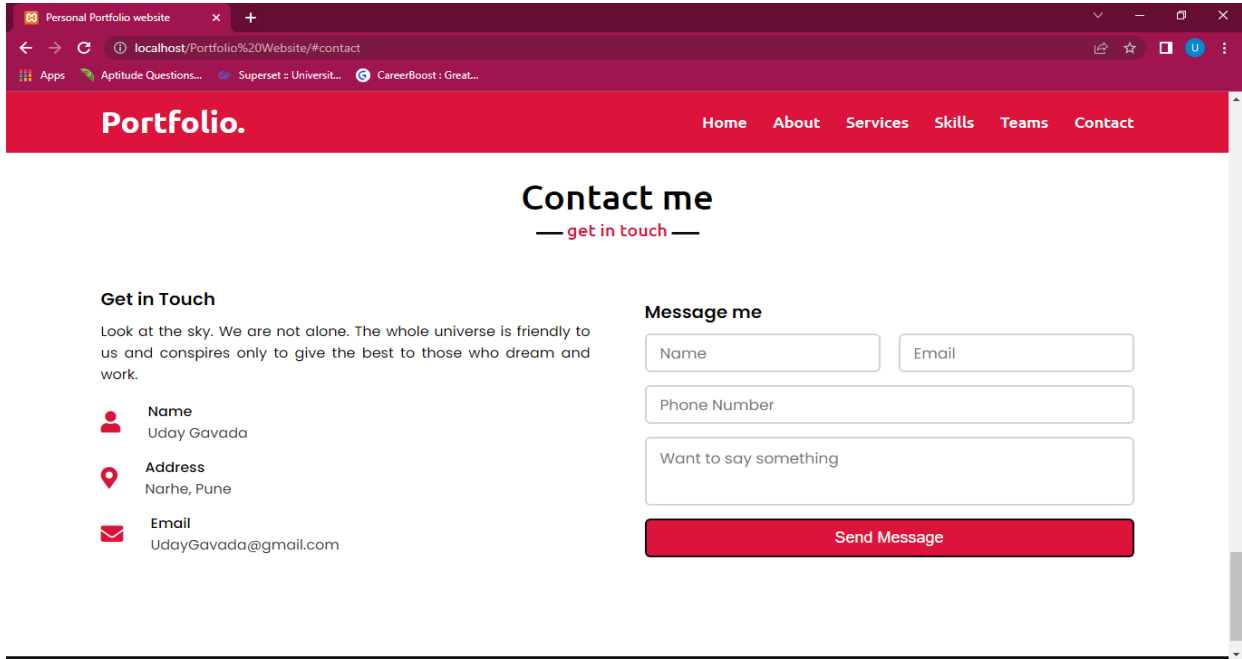 Personal Portfolio website
localhost/Portfolio%20Website/#contact
U
Apps Aptitude Questions... Superset :: Universit... CareerBoost : Great...
Portfolio. Home About Services Skills Teams Contact
Contact me
get in touch
Get in Touch
Look at the sky. We are not alone. The whole universe is friendly to
us and conspires only to give the best to those who dream and
work.
Name
Uday Gavada
Address
Narhe, Pune
Email
UdayGavada@gmail.com
Message me
Name Email
Phone Number
Want to say something
Send Message